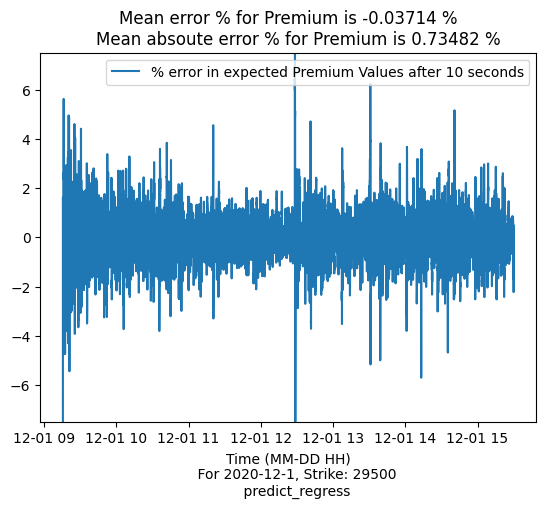 Mean error % for Premium is -0.03714 %
Mean absoute error % for Premium is 0.73482 %
% error in expected Premium Values after 10 seconds
6
4
2
0
−2
−4
−6
12-01 09 12-01 10 12-01 11 12-01 12 12-01 13 12-01 14 12-01 15
Time (MM-DD HH)
For 2020-12-1, Strike: 29500
predict_regress